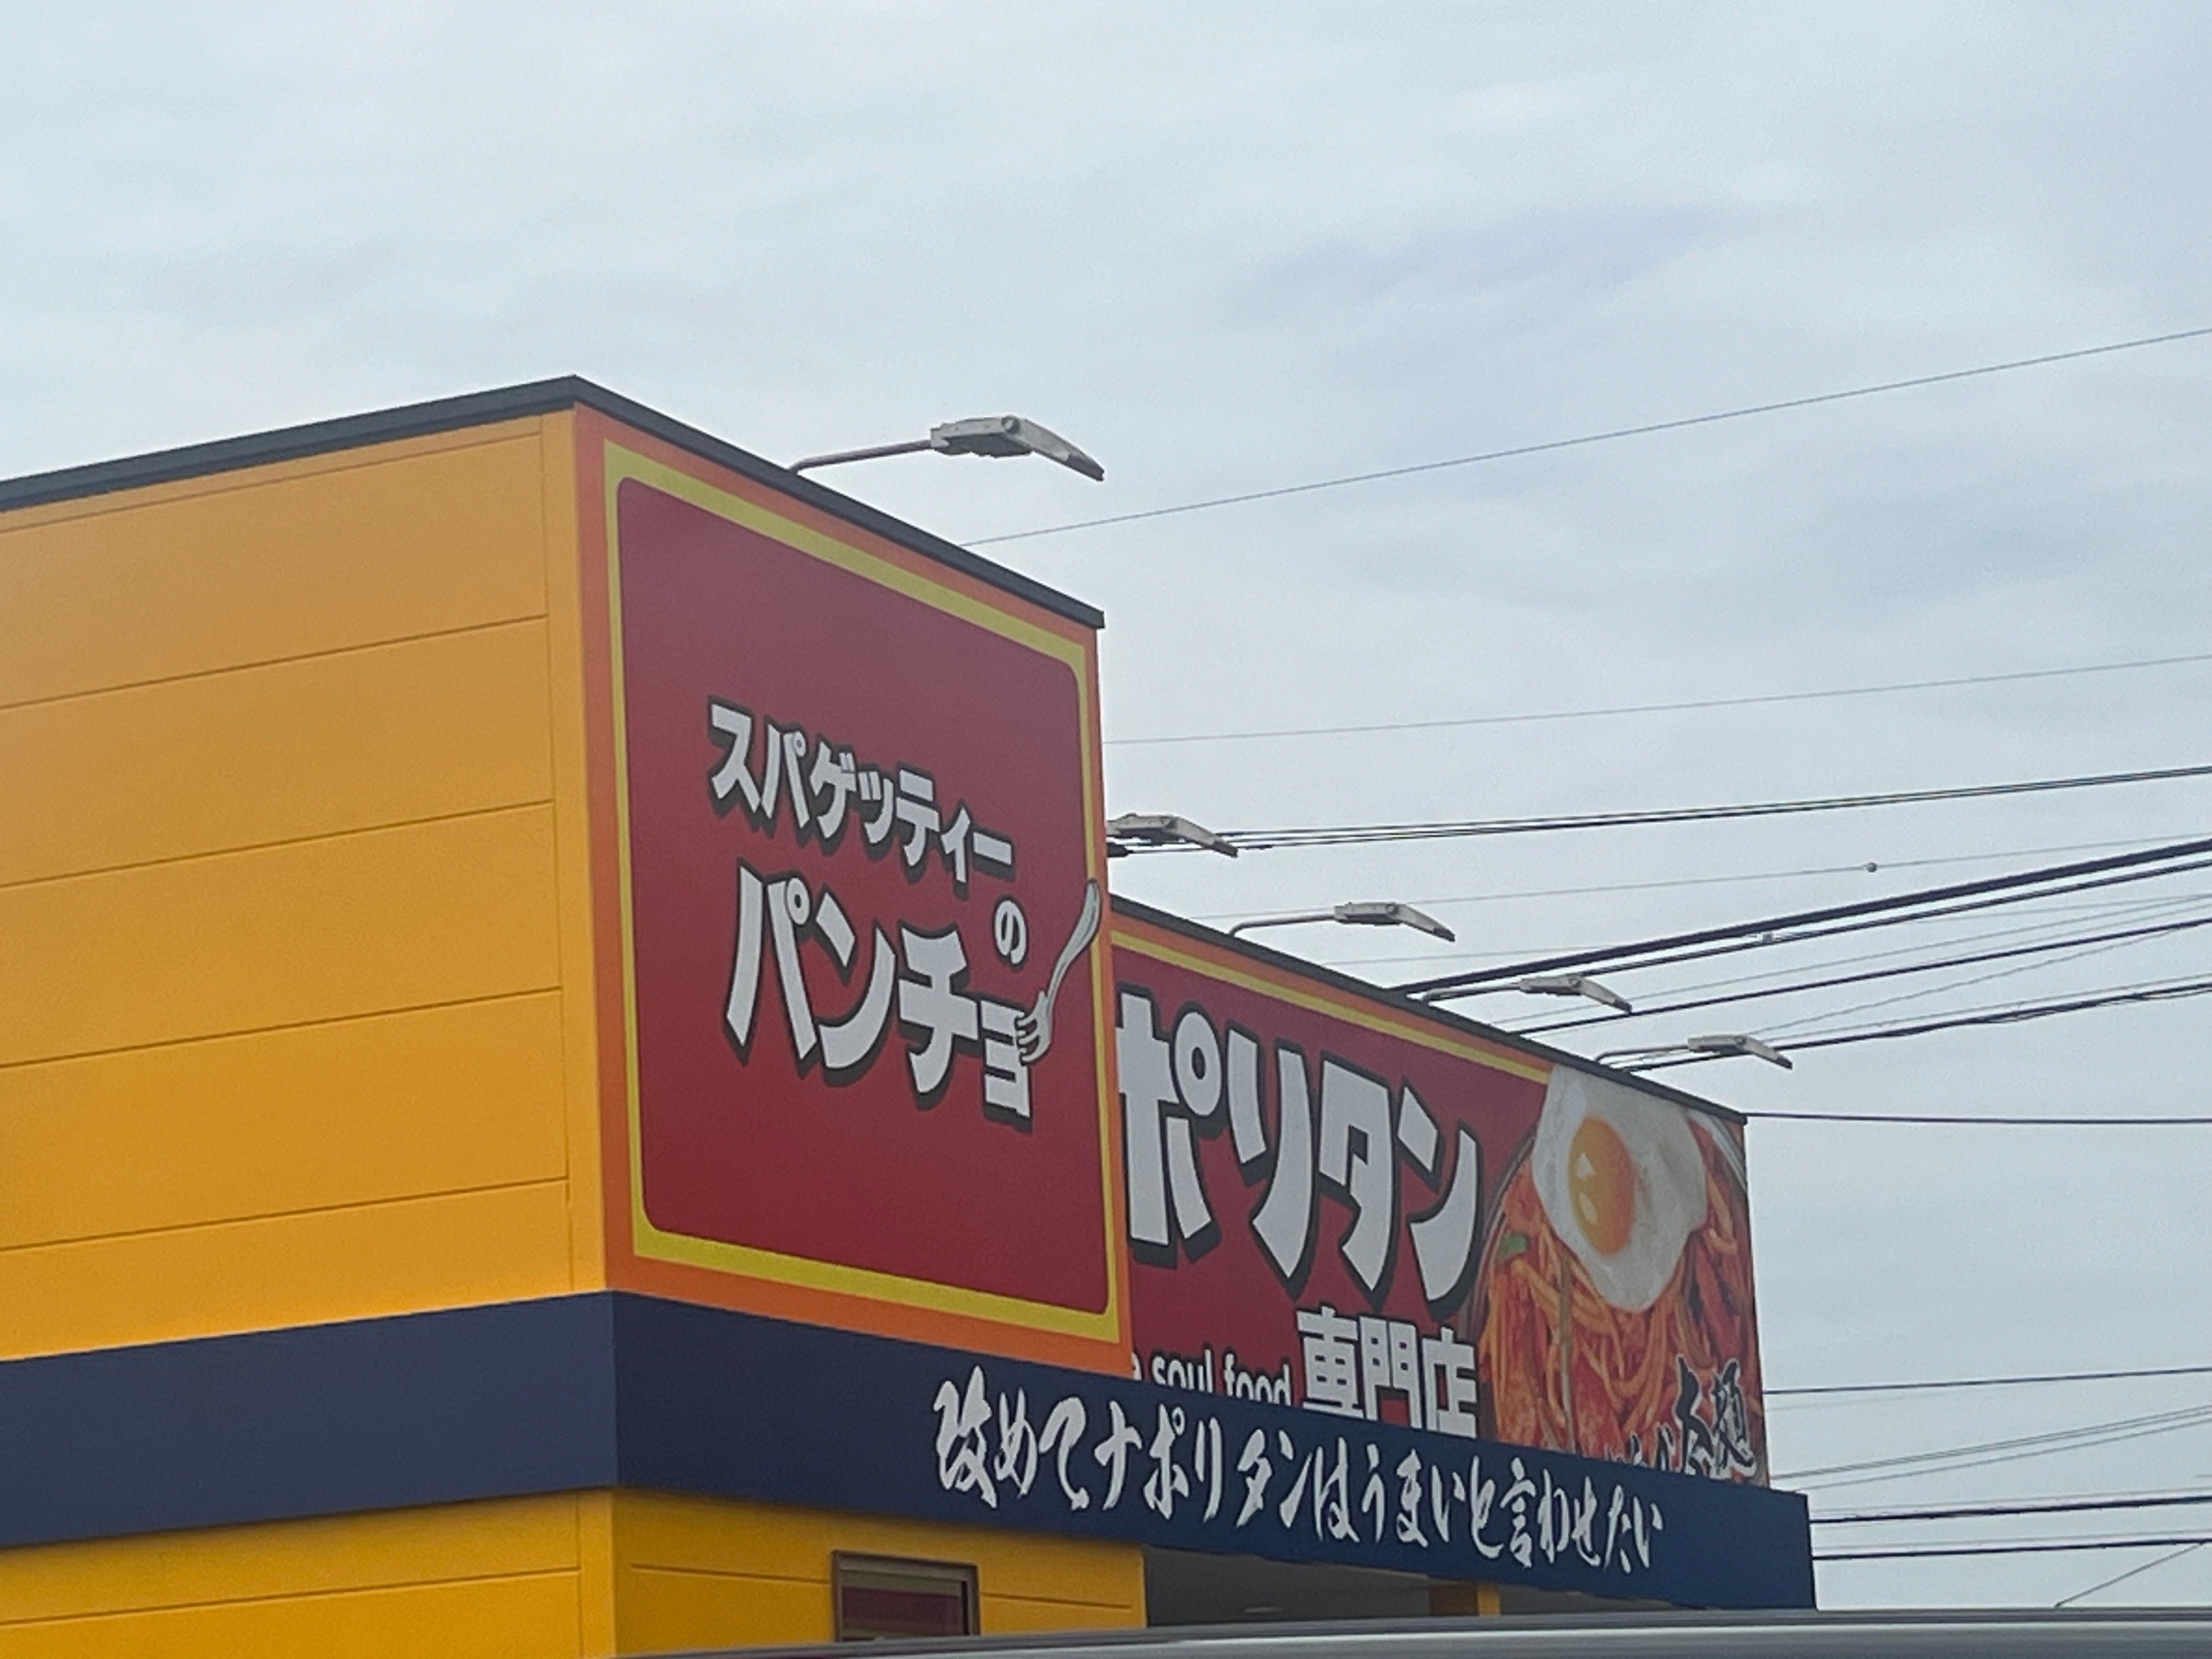 スパゲッティー
の
パンチョ
ポリタン
soul food 専門店
太麺
改めてナポリタンはうまいと言わせたい